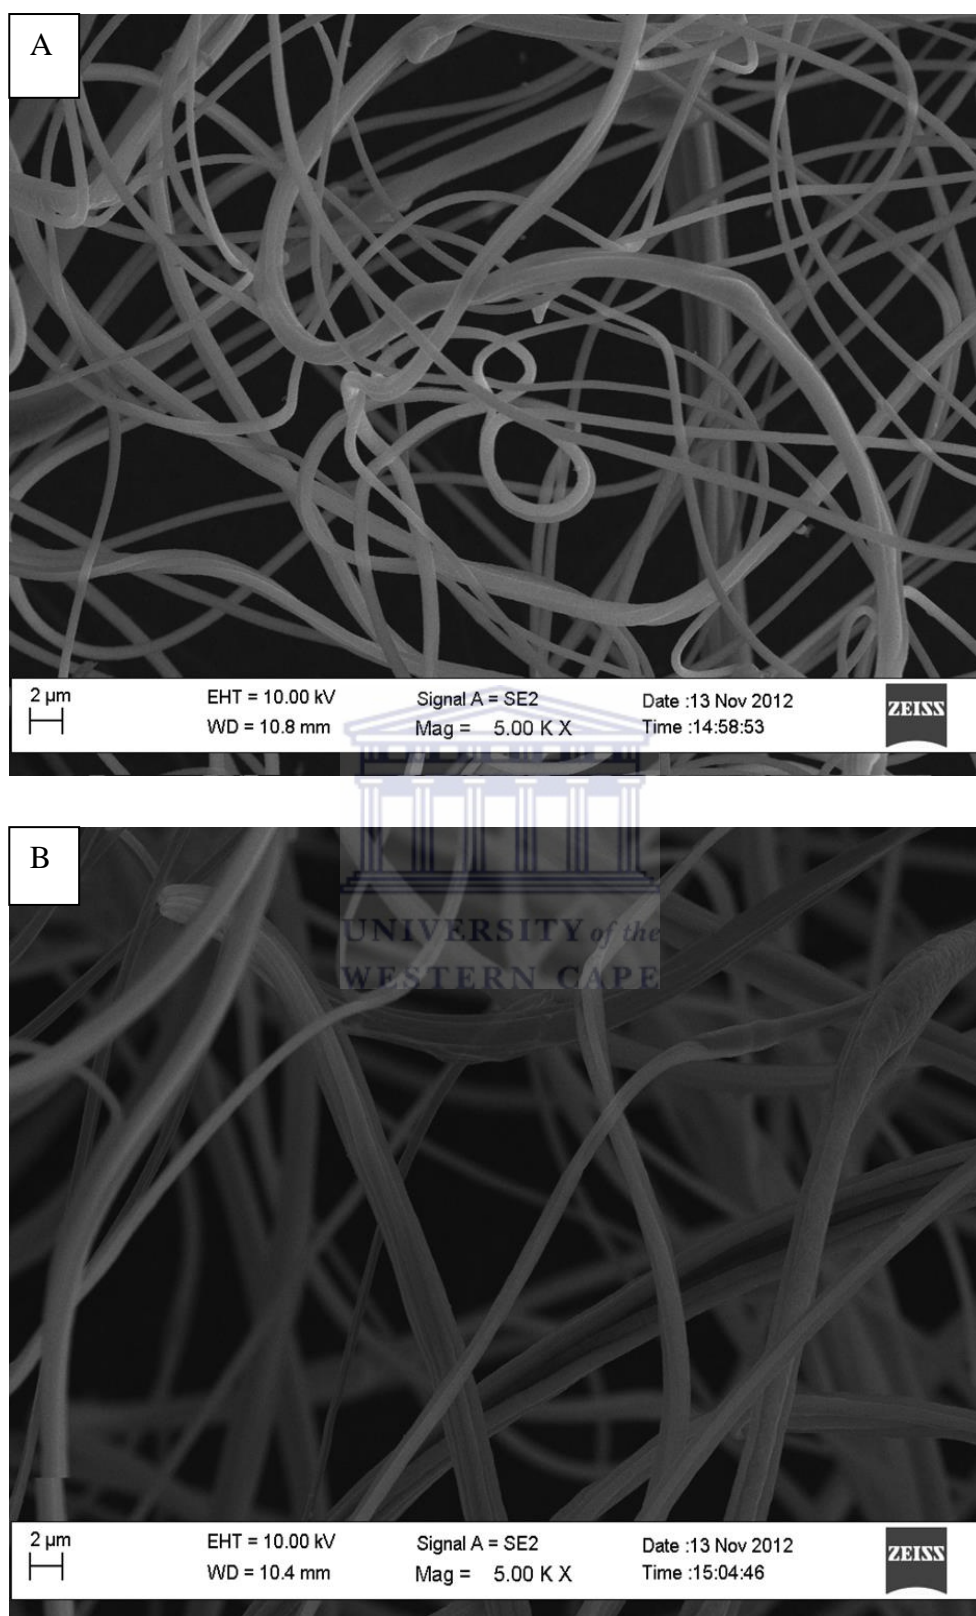 A
2 µm
EHT = 10.00 kV
WD = 10.8 mm
Signal A = SE2
Mag = 5.00 K X
Date :13 Nov 2012
Time :14:58:53
ZEISS
B
UNIVERSITY of the
WESTERN CAPE
2 µm
EHT = 10.00 kV
WD = 10.4 mm
Signal A = SE2
Mag = 5.00 K X
Date :13 Nov 2012
Time :15:04:46
ZEISS